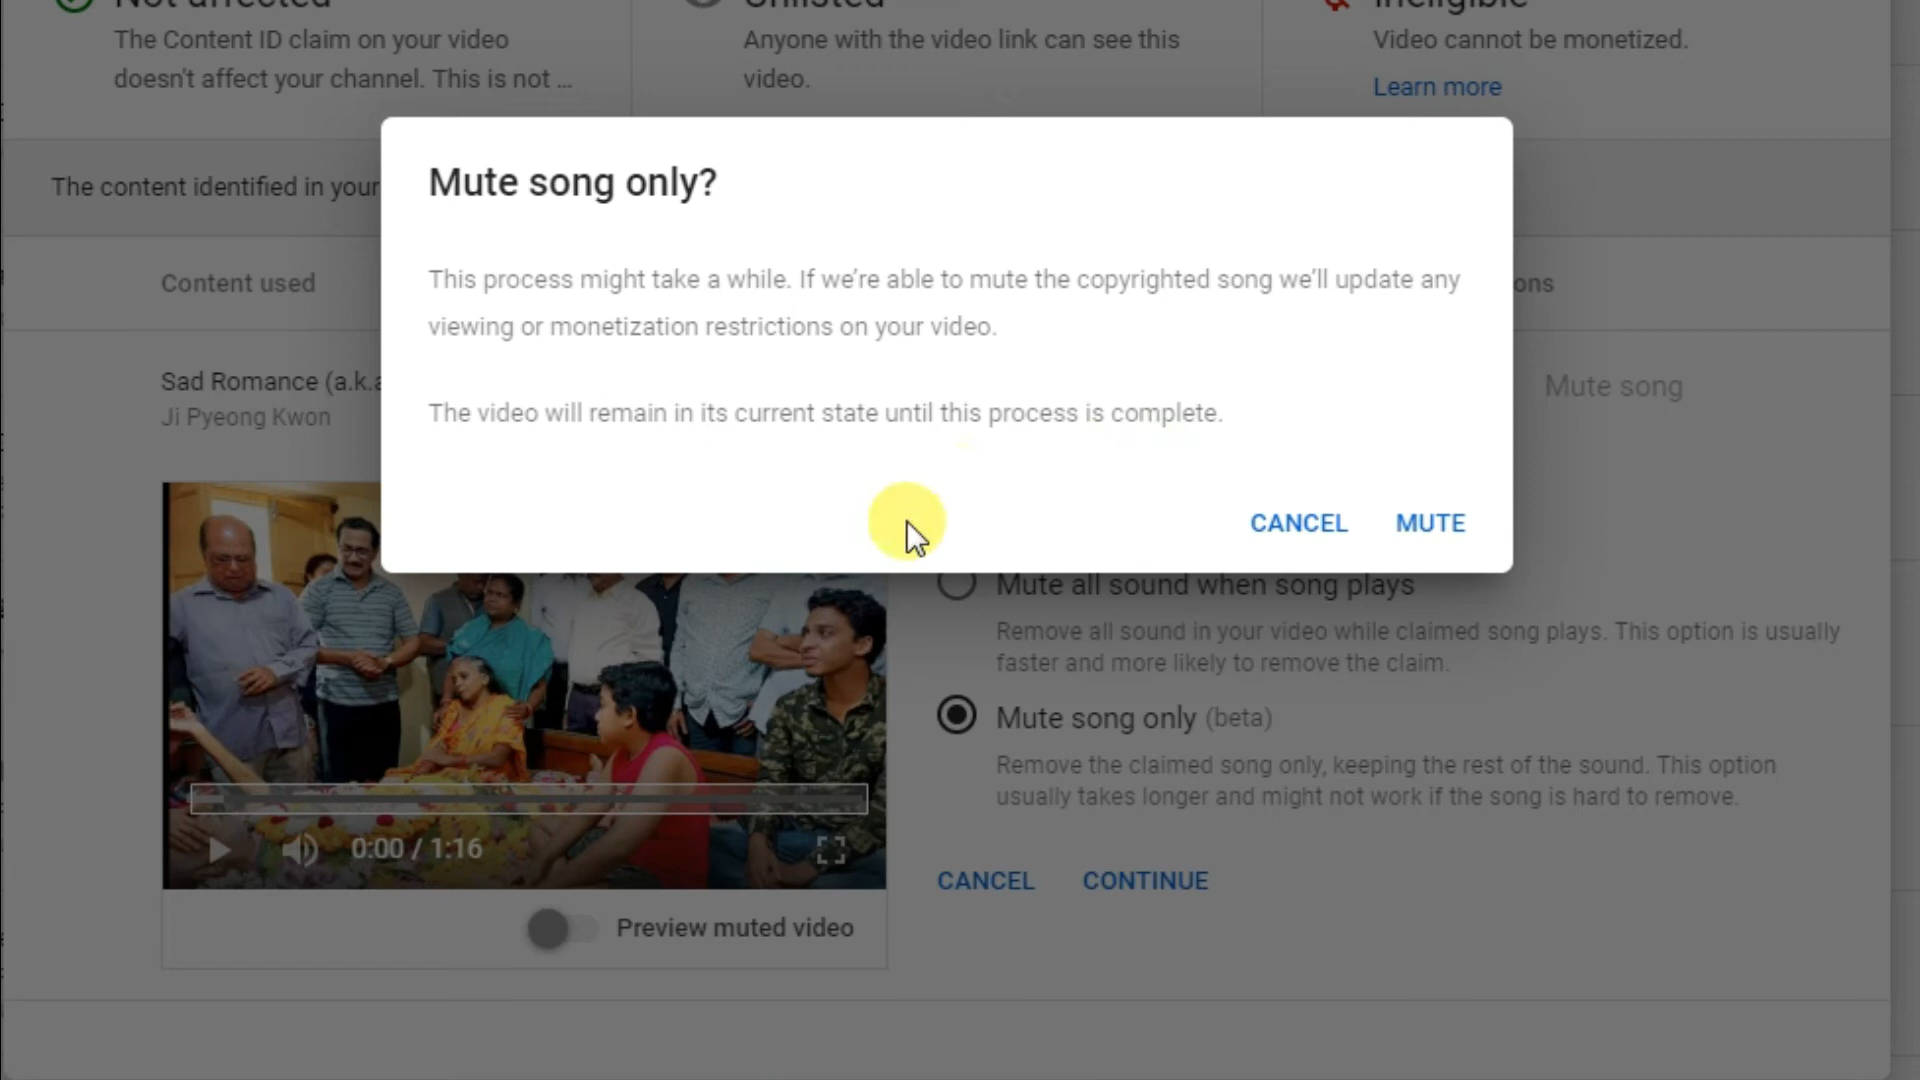 Not affected
Unlisted
Ineligible
The Content ID claim on your video
doesn't affect your channel. This is not ...
Anyone with the video link can see this
video.
Video cannot be monetized.
Learn more
Mute song only?
The content identified in your
This process might take a while. If we're able to mute the copyrighted song we'll update any
viewing or monetization restrictions on your video.
The video will remain in its current state until this process is complete.
CANCEL MUTE
Content used
ons
Sad Romance (a.k.a
Ji Pyeong Kwon
Mute song
Mute all sound when song plays
Remove all sound in your video while claimed song plays. This option is usually
faster and more likely to remove the claim.
Mute song only (beta)
Remove the claimed song only, keeping the rest of the sound. This option
usually takes longer and might not work if the song is hard to remove.
0:00 / 1:16
CANCEL CONTINUE
Preview muted video